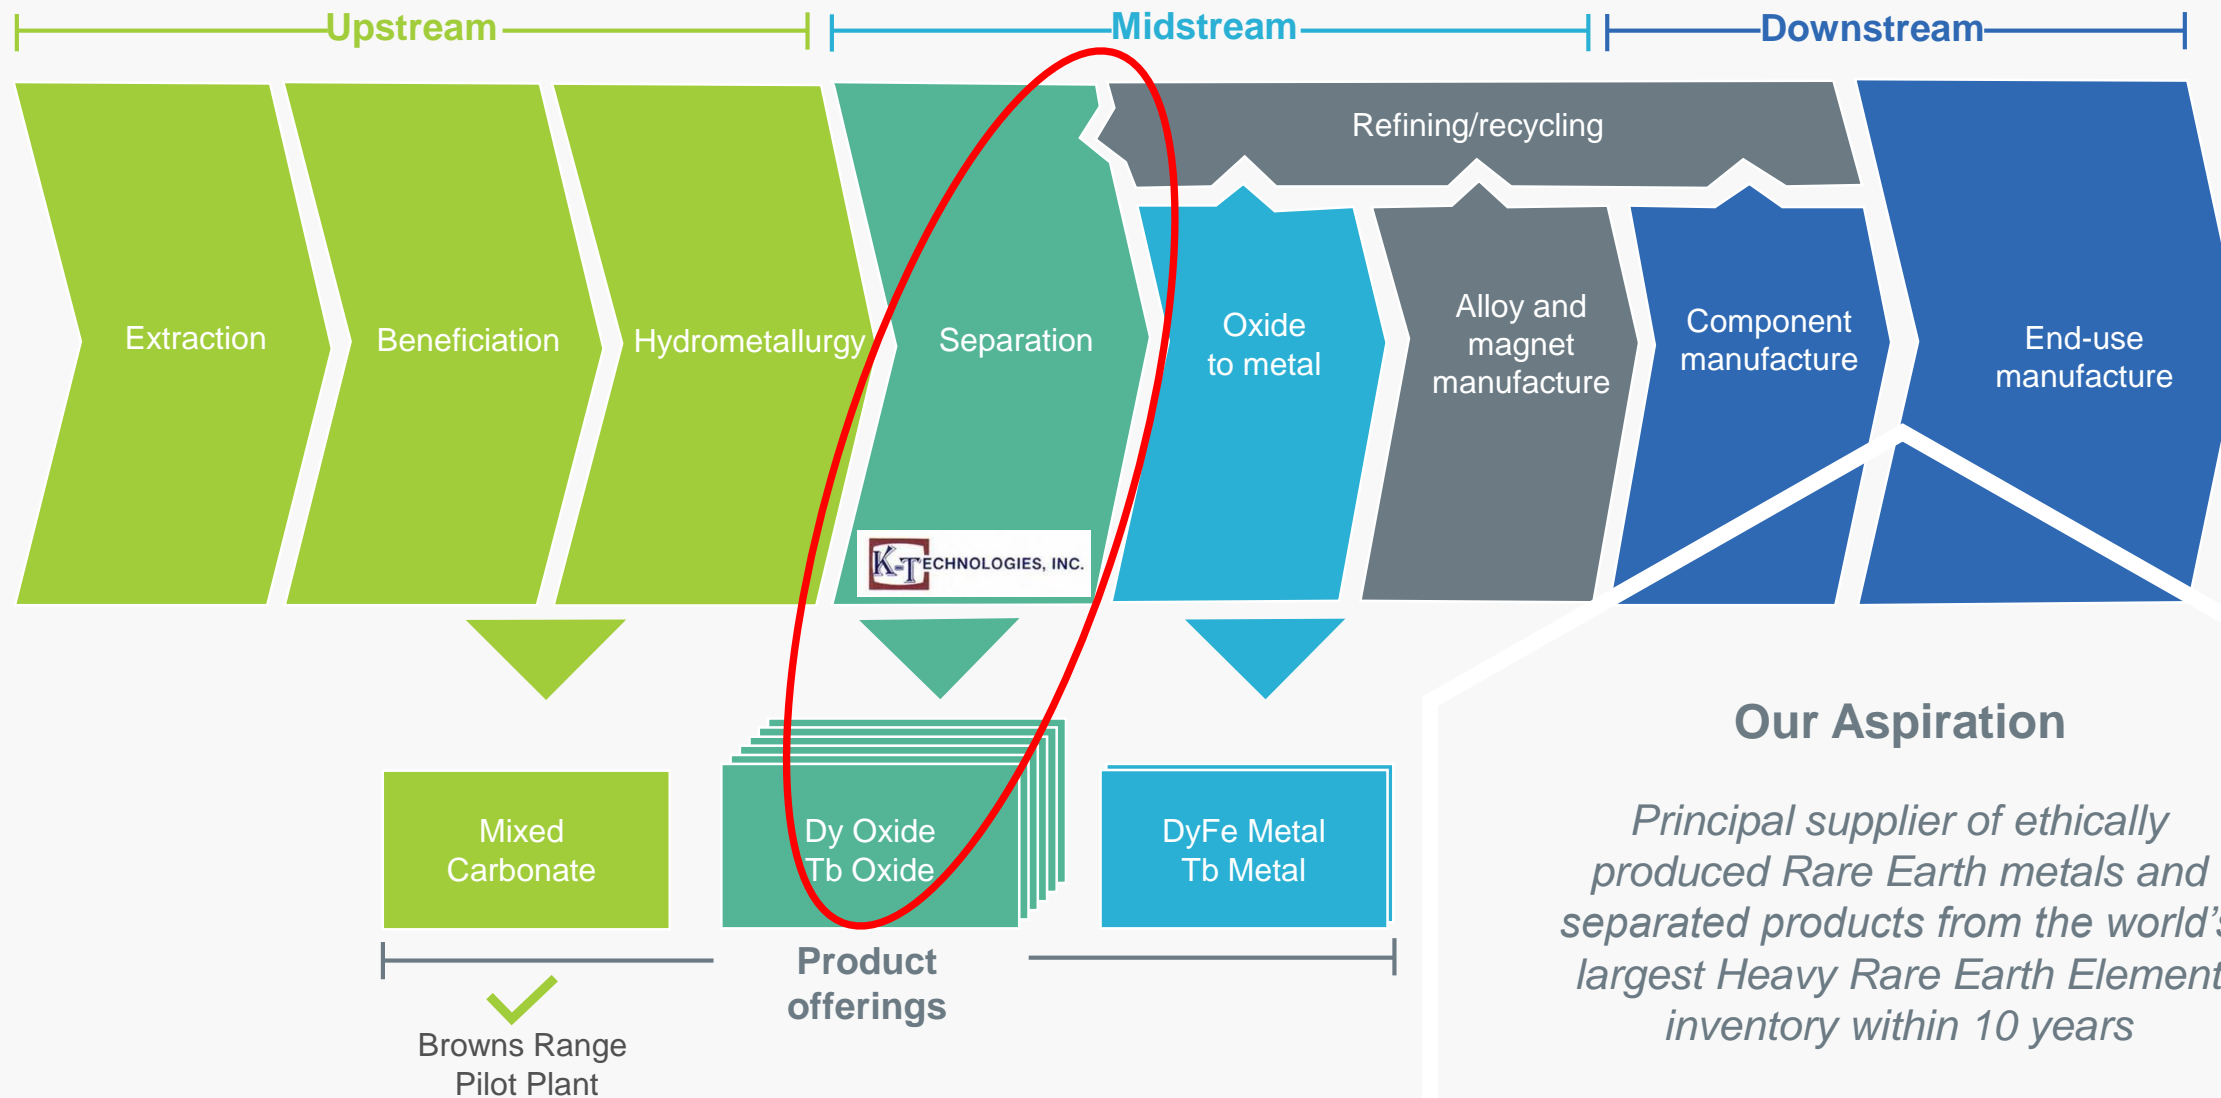 Upstream
Midstream
Downstream
Refining/recycling
Extraction
Beneficiation
Hydrometallurgy
Separation
Oxide
to metal
Alloy and
magnet
manufacture
Component
manufacture
End-use
manufacture
K-TECHNOLOGIES, INC.
Mixed
Carbonate
Dy Oxide
Tb Oxide
DyFe Metal
Tb Metal
Product
offerings
Browns Range
Pilot Plant
Our Aspiration
Principal supplier of ethically
produced Rare Earth metals and
separated products from the world's
largest Heavy Rare Earth Element
inventory within 10 years